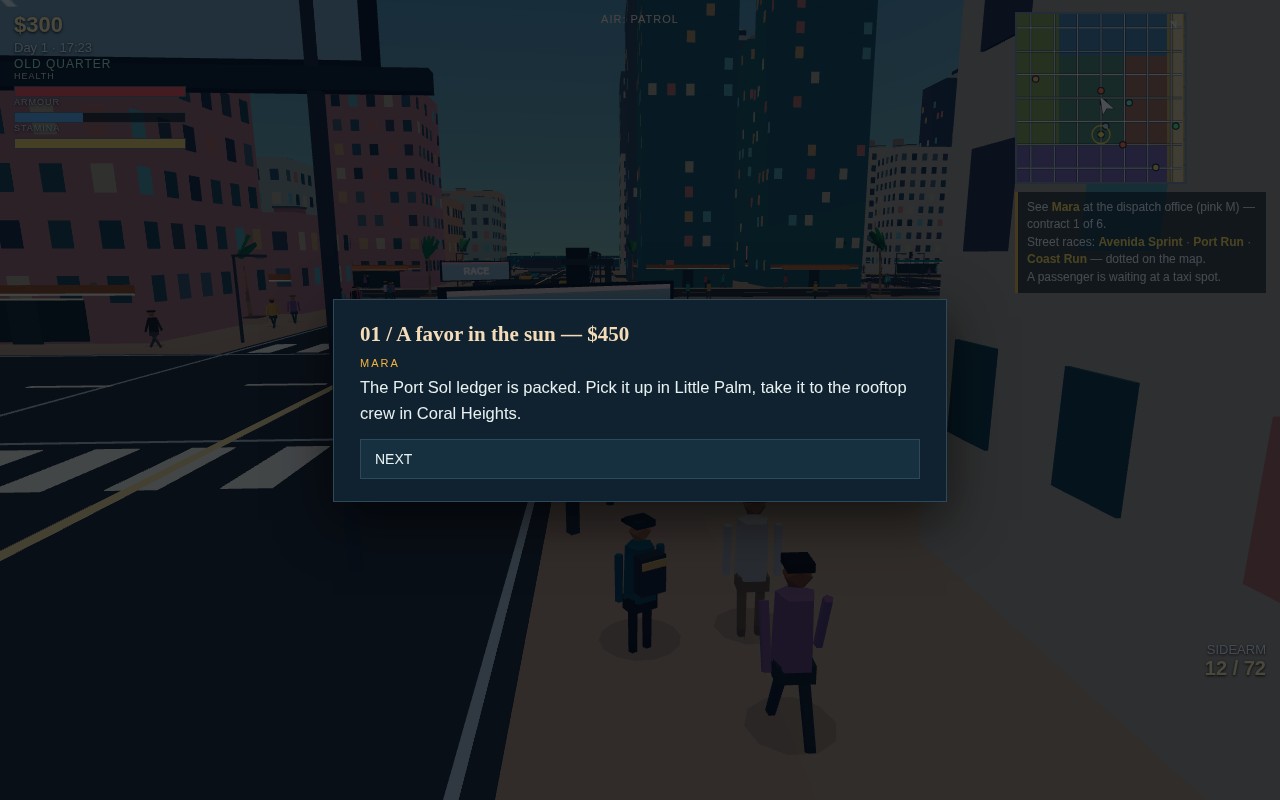 $300
Day 1 · 17:23
OLD QUARTER
HEALTH
ARMOUR
STAMINA
AIR: PATROL
See Mara at the dispatch office (pink M) —
contract 1 of 6.
Street races: Avenida Sprint · Port Run ·
Coast Run — dotted on the map.
A passenger is waiting at a taxi spot.
RACE
01 / A favor in the sun — $450
MARA
The Port Sol ledger is packed. Pick it up in Little Palm, take it to the rooftop
crew in Coral Heights.
NEXT
SIDEARM
12 / 72